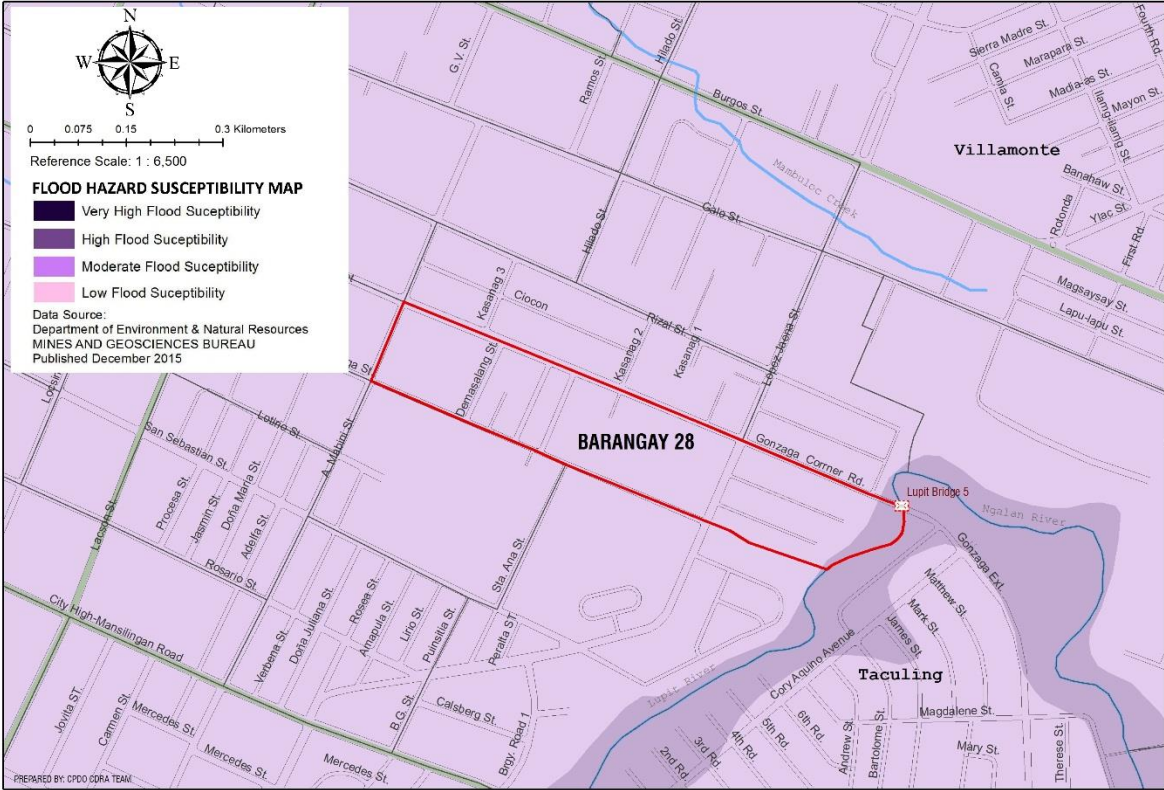 N
W
E
S
0 0.075 0.15 0.3 Kilometers
Reference Scale: 1 : 6,500
FLOOD HAZARD SUSCEPTIBILITY MAP
Very High Flood Suceptibility
High Flood Suceptibility
Moderate Flood Suceptibility
Low Flood Suceptibility
Data Source:
Department of Environment & Natural Resources
MINES AND GEOSCIENCES BUREAU
Published December 2015
G.V. St.
Ramos St.
Hilado St.
Burgos St.
Sierra Madre St.
Marapara St.
Camia St.
Madia-as St.
Mayon St.
Ilang-ilang St.
Fourth Rd.
Villamonte
Banahaw St.
Rotonda
Ylac St.
First Rd.
Mambuloc Creek
Galo St.
Hilado St.
Magsaysay St.
Lapu-lapu St.
Kasanag 3
Ciocon
Rizal St.
Kasanag 2
Kasanag 1
Lopez Jaena St.
Demasalang St.
BARANGAY 28
Gonzaga Corrner Rd.
Lupit Bridge 5
Ngalan River
Gonzaga Ext.
Lotino St.
San Sebastian St.
A. Mabini St.
Procesa St.
Jasmin St.
Doña Maria St.
Adelfa St.
Lacson St.
Rosario St.
City High-Mansilingan Road
Sta. Ana St.
Verbena St.
Doña Juliana St.
Rosea St.
Amapula St.
Lirio St.
Puinsitia St.
Peralta ST.
Matthew St.
Mark St.
James St.
Cory Aquino Avenue
Taculing
Lupit River
Magdalene St.
Mary St.
Therese St.
Andrew St.
Bartolome St.
6th Rd.
5th Rd.
4th Rd.
3rd Rd.
2nd Rd.
Jovita ST.
Carmen St.
Mercedes St.
Mercedes St.
Mercedes St.
B.G. St.
Calsberg St.
Brgy. Road 1
PREPARED BY: CPDO CDRA TEAM